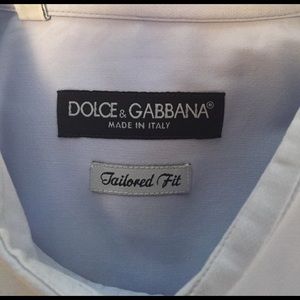 DOLCE & GABBANA®
MADE IN ITALY
Tailored Fit